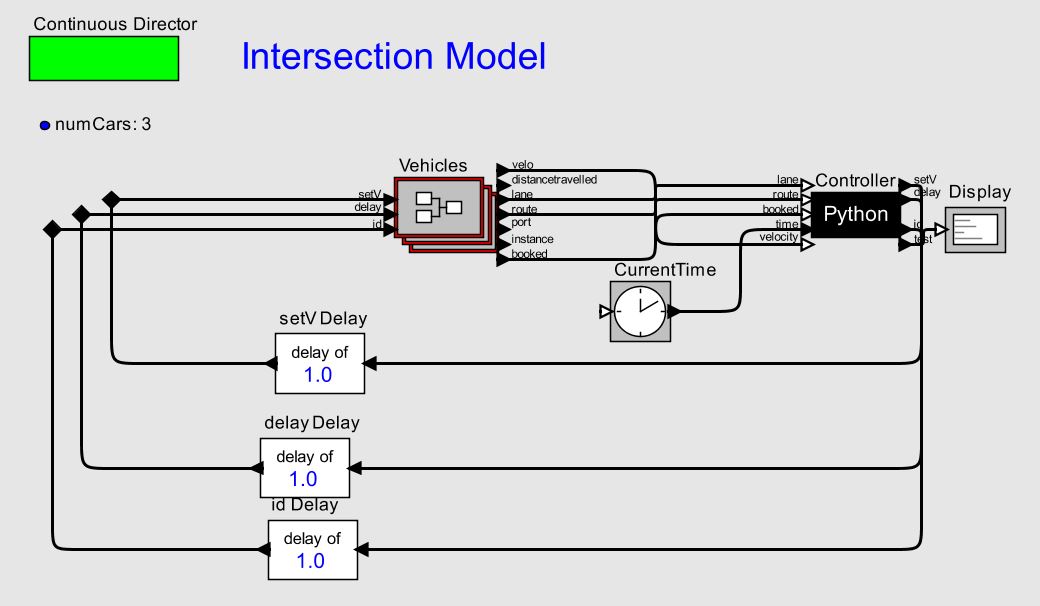 Continuous Director
Intersection Model
numCars: 3
Vehicles
setV
delay
id
velo
distancetravelled
lane
route
port
instance
booked
lane
route
booked
time
velocity
Controller
Python
setV
delay
id
test
Display
CurrentTime
setV Delay
delay of
1.0
delay Delay
delay of
1.0
id Delay
delay of
1.0